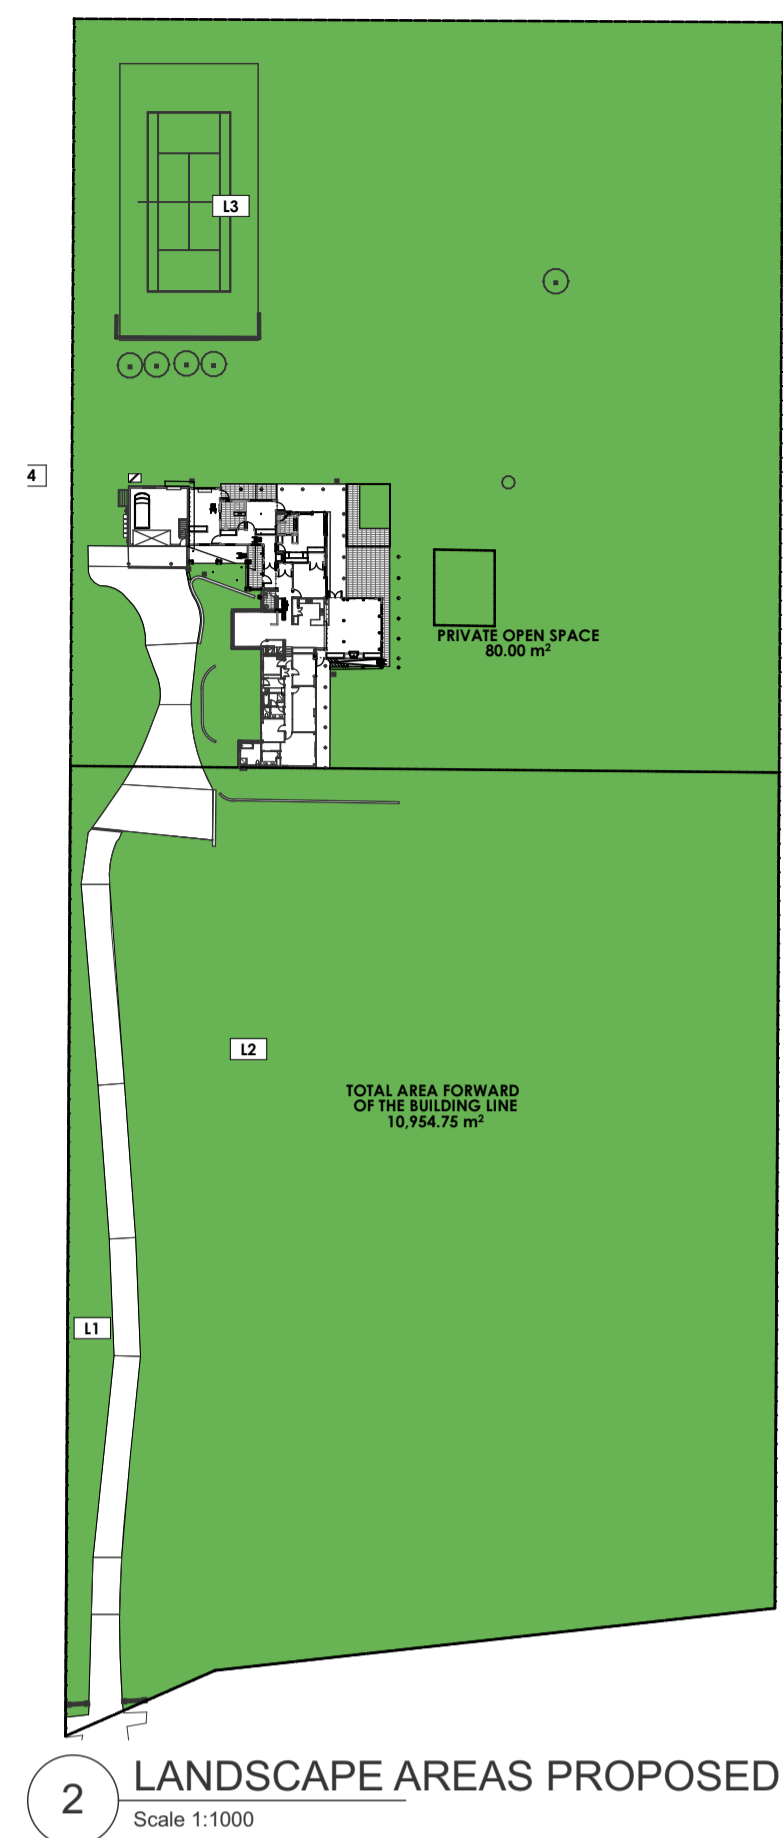 L3
4
PRIVATE OPEN SPACE
80.00 m²
L2
TOTAL AREA FORWARD
OF THE BUILDING LINE
10,954.75 m²
L1
2
LANDSCAPE AREAS PROPOSED
Scale 1:1000